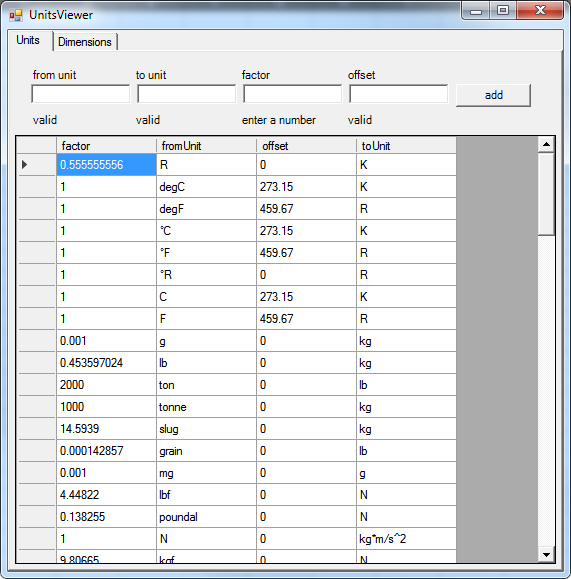 UnitsViewer
Units Dimensions
from unit to unit factor offset
add
valid valid enter a number valid
factor fromUnit offset toUnit
0.555555556 R 0 K
1 degC 273.15 K
1 degF 459.67 R
1 °C 273.15 K
1 °F 459.67 R
1 °R 0 R
1 C 273.15 K
1 F 459.67 R
0.001 g 0 kg
0.453597024 lb 0 kg
2000 ton 0 lb
1000 tonne 0 kg
14.5939 slug 0 kg
0.000142857 grain 0 lb
0.001 mg 0 g
4.44822 lbf 0 N
0.138255 poundal 0 N
1 N 0 kg*m/s^2
9.80665 kgf 0 N